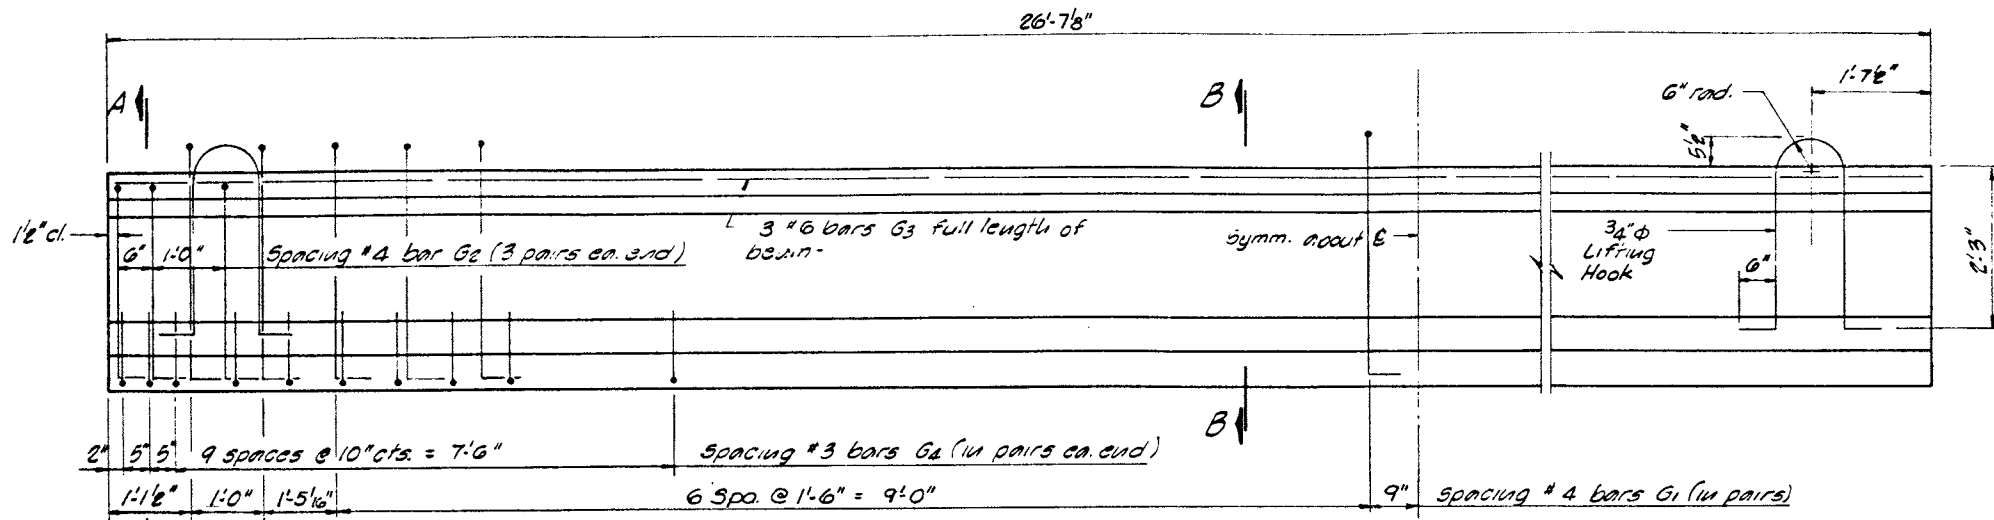 26'-7⅛"
A
B
6" rad.
1'-7½"
5½"
1½" cl.
6"
1'-0"
Spacing #4 bar G2 (3 pairs ea. end)
3 #6 bars G3 full length of
beam-
Symm. about ℄
¾"ϕ
Lifting
Hook
6"
2'-3"
B
2"
5"
5"
9 spaces @ 10" cts. = 7'-6"
Spacing #3 bars G4 (in pairs ea. end)
1'-1½"
1'-0"
1'-5/16"
6 Spa. @ 1'-6" = 9'-0"
9"
Spacing #4 bars G1 (in pairs)